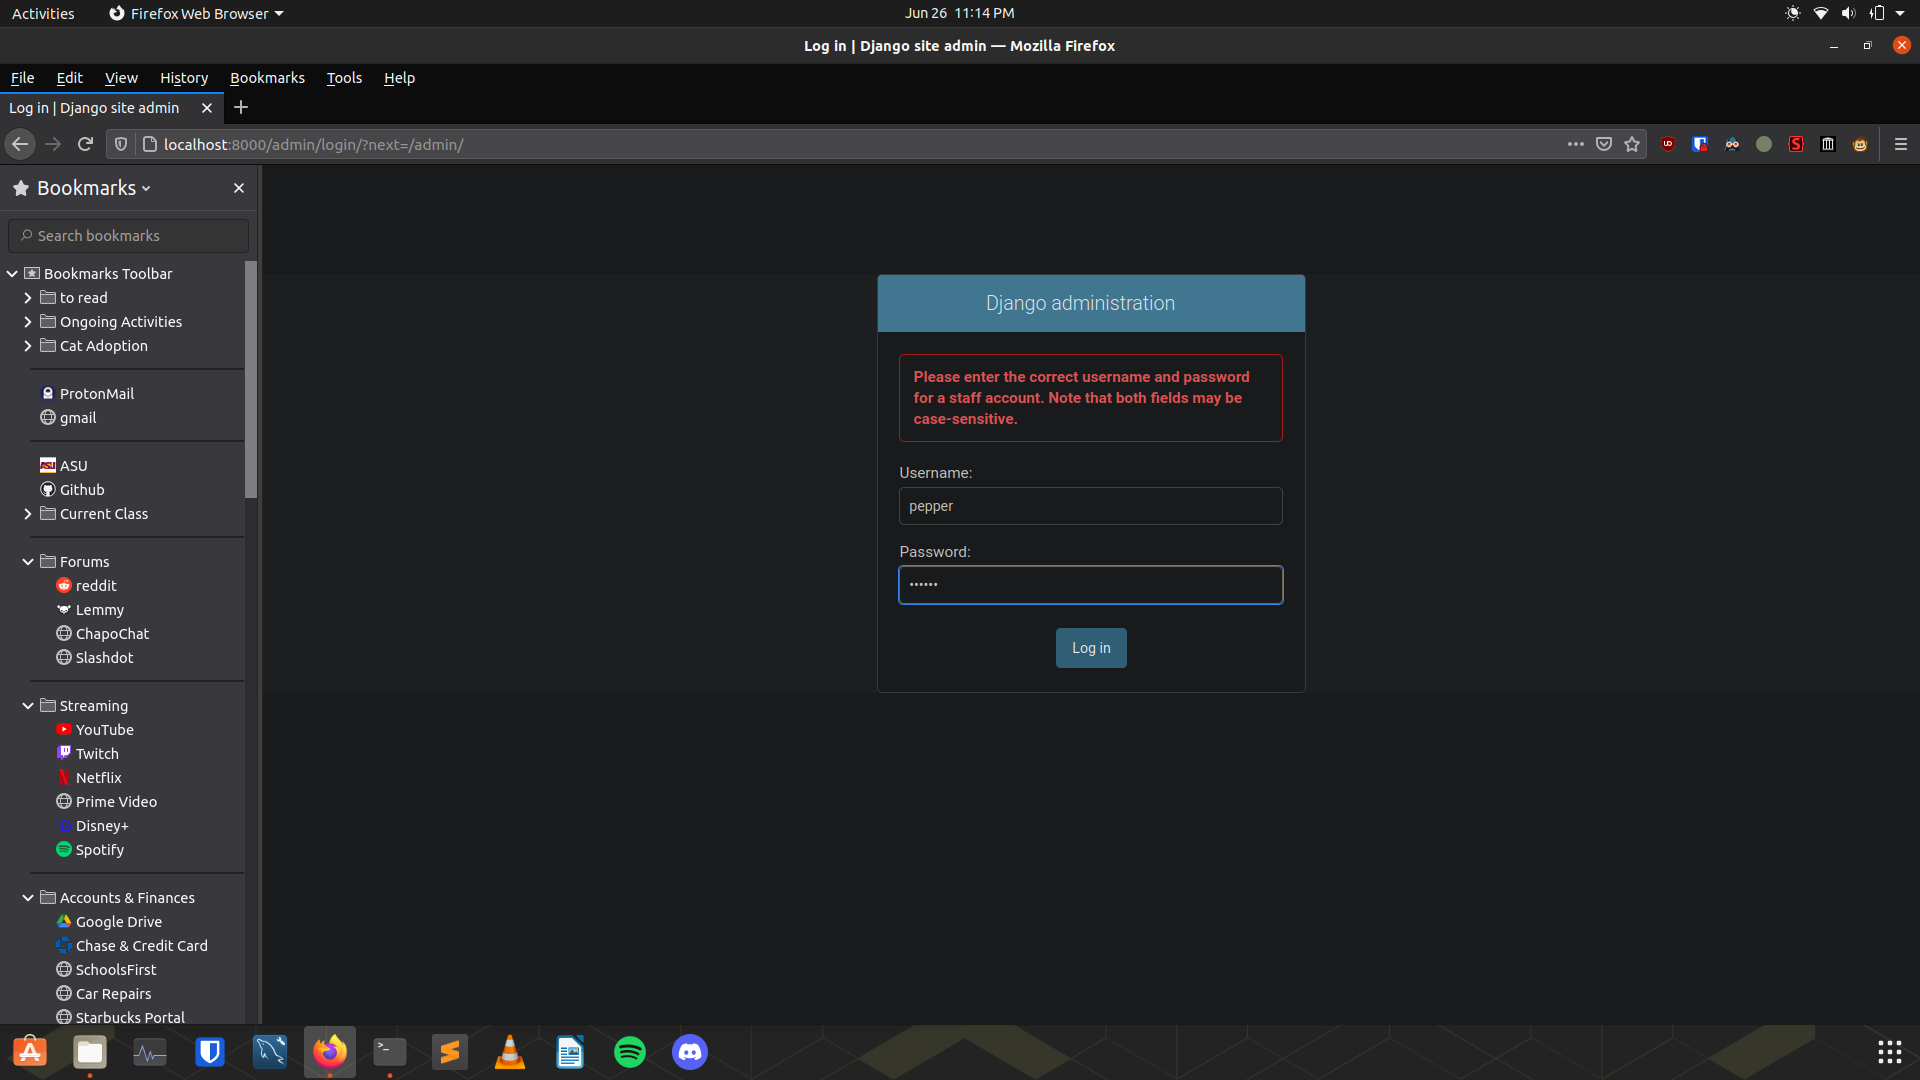 Activities
Firefox Web Browser
Jun 26 11:14 PM
Log in | Django site admin — Mozilla Firefox
File Edit View History Bookmarks Tools Help
Log in | Django site admin
localhost:8000/admin/login/?next=/admin/
Bookmarks
Search bookmarks
Bookmarks Toolbar
to read
Ongoing Activities
Cat Adoption
ProtonMail
gmail
ASU
Github
Current Class
Forums
reddit
Lemmy
ChapoChat
Slashdot
Streaming
YouTube
Twitch
Netflix
Prime Video
Disney+
Spotify
Accounts & Finances
Google Drive
Chase & Credit Card
SchoolsFirst
Car Repairs
Starbucks Portal
Django administration
Please enter the correct username and password
for a staff account. Note that both fields may be
case-sensitive.
Username:
pepper
Password:
••••••
Log in